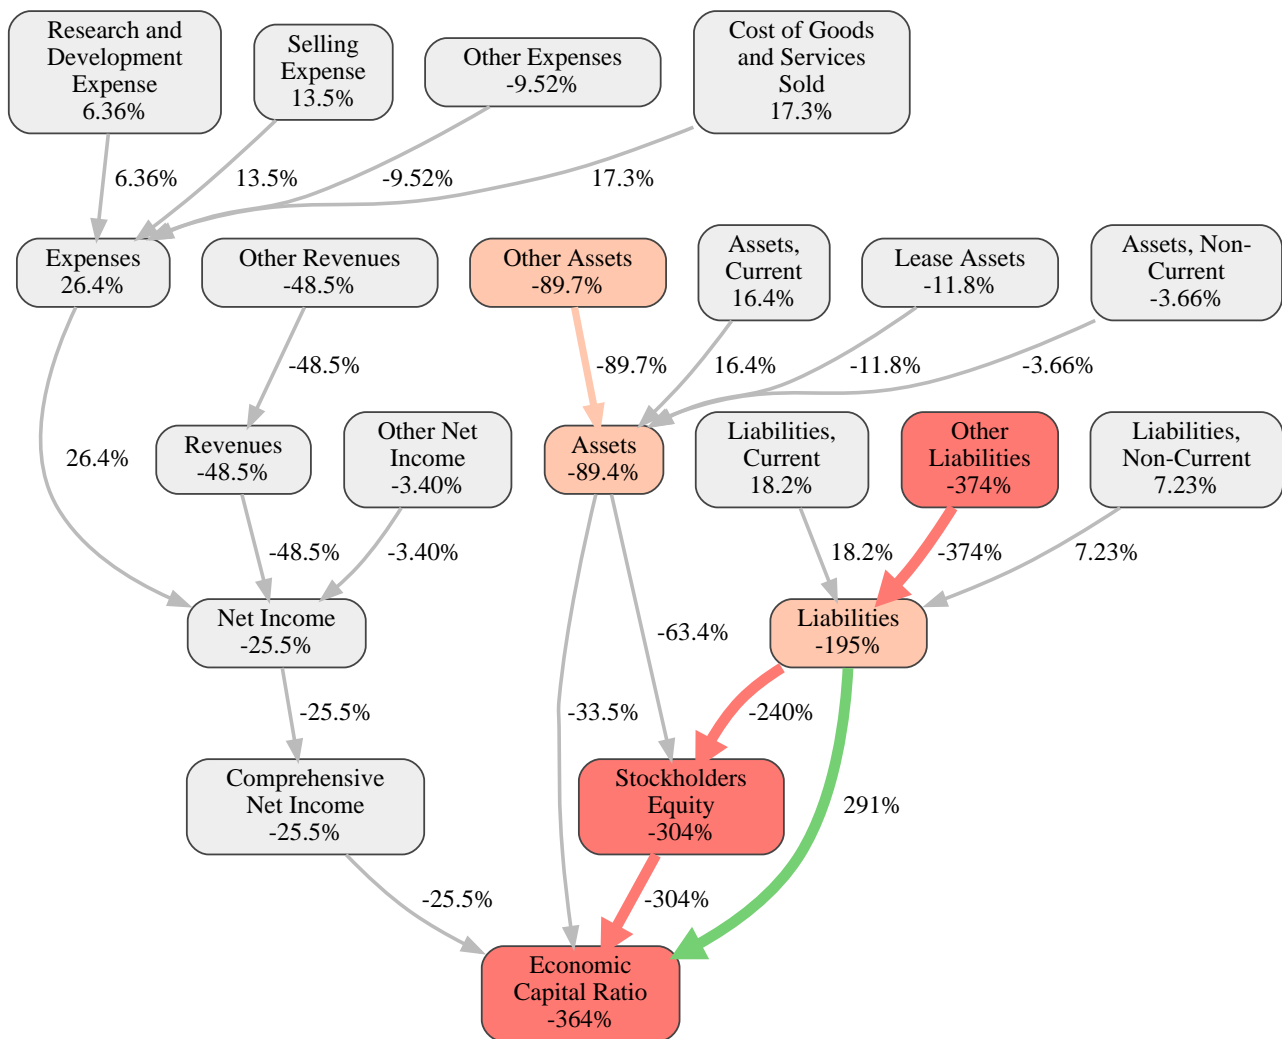 Research and
Development
Expense
6.36%
Selling
Expense
13.5%
Other Expenses
-9.52%
Cost of Goods
and Services
Sold
17.3%
6.36%
13.5%
-9.52%
17.3%
Expenses
26.4%
Other Revenues
-48.5%
Other Assets
-89.7%
Assets,
Current
16.4%
Lease Assets
-11.8%
Assets, Non-
Current
-3.66%
-48.5%
-89.7%
16.4%
-11.8%
-3.66%
26.4%
Revenues
-48.5%
Other Net
Income
-3.40%
Assets
-89.4%
Liabilities,
Current
18.2%
Other
Liabilities
-374%
Liabilities,
Non-Current
7.23%
-48.5%
-3.40%
18.2%
-374%
7.23%
Net Income
-25.5%
-63.4%
Liabilities
-195%
-25.5%
-33.5%
-240%
Comprehensive
Net Income
-25.5%
Stockholders
Equity
-304%
291%
-25.5%
-304%
Economic
Capital Ratio
-364%